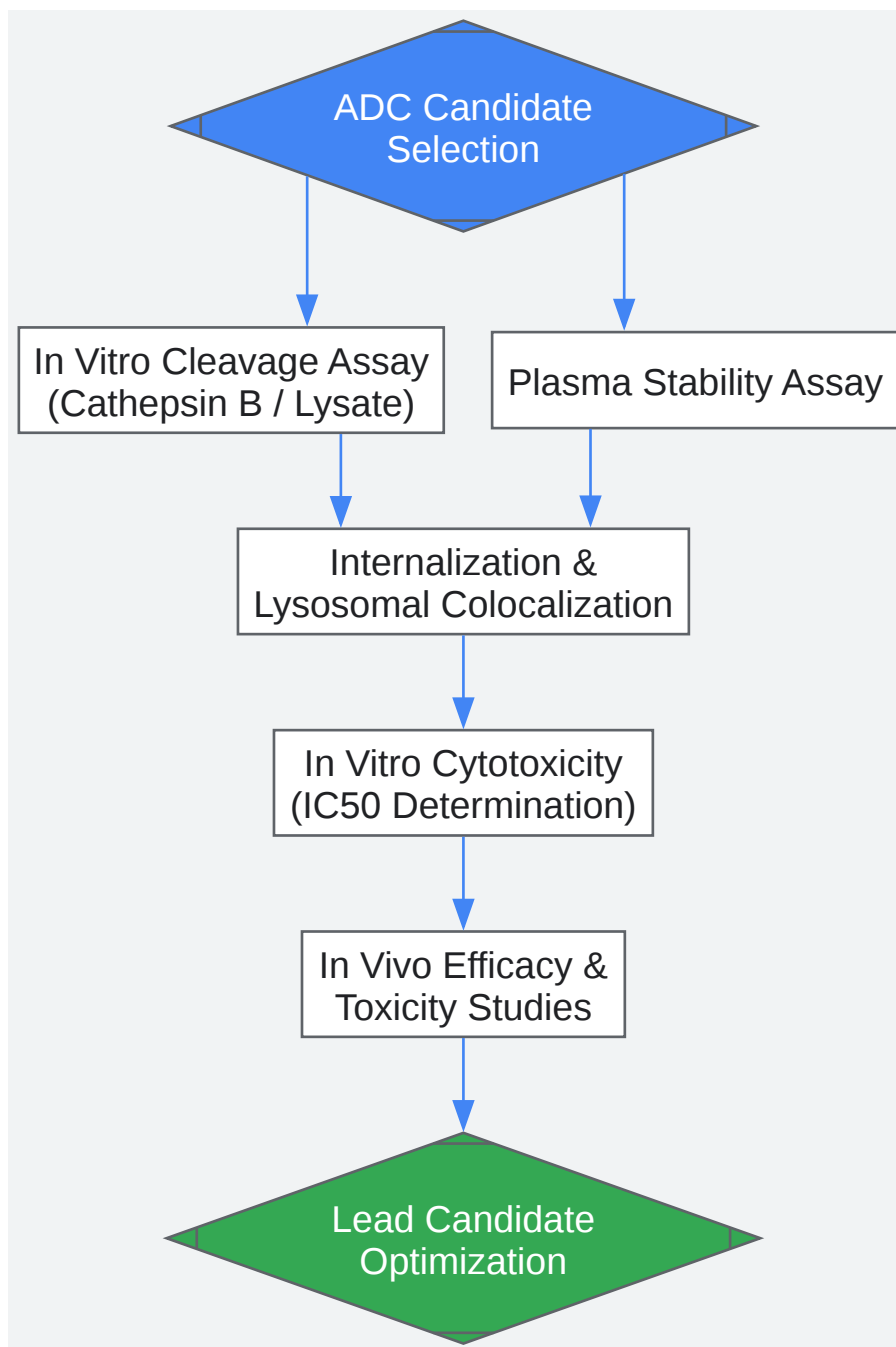 ADC Candidate
Selection
In Vitro Cleavage Assay
(Cathepsin B / Lysate)
Plasma Stability Assay
Internalization &
Lysosomal Colocalization
In Vitro Cytotoxicity
(IC50 Determination)
In Vivo Efficacy &
Toxicity Studies
Lead Candidate
Optimization